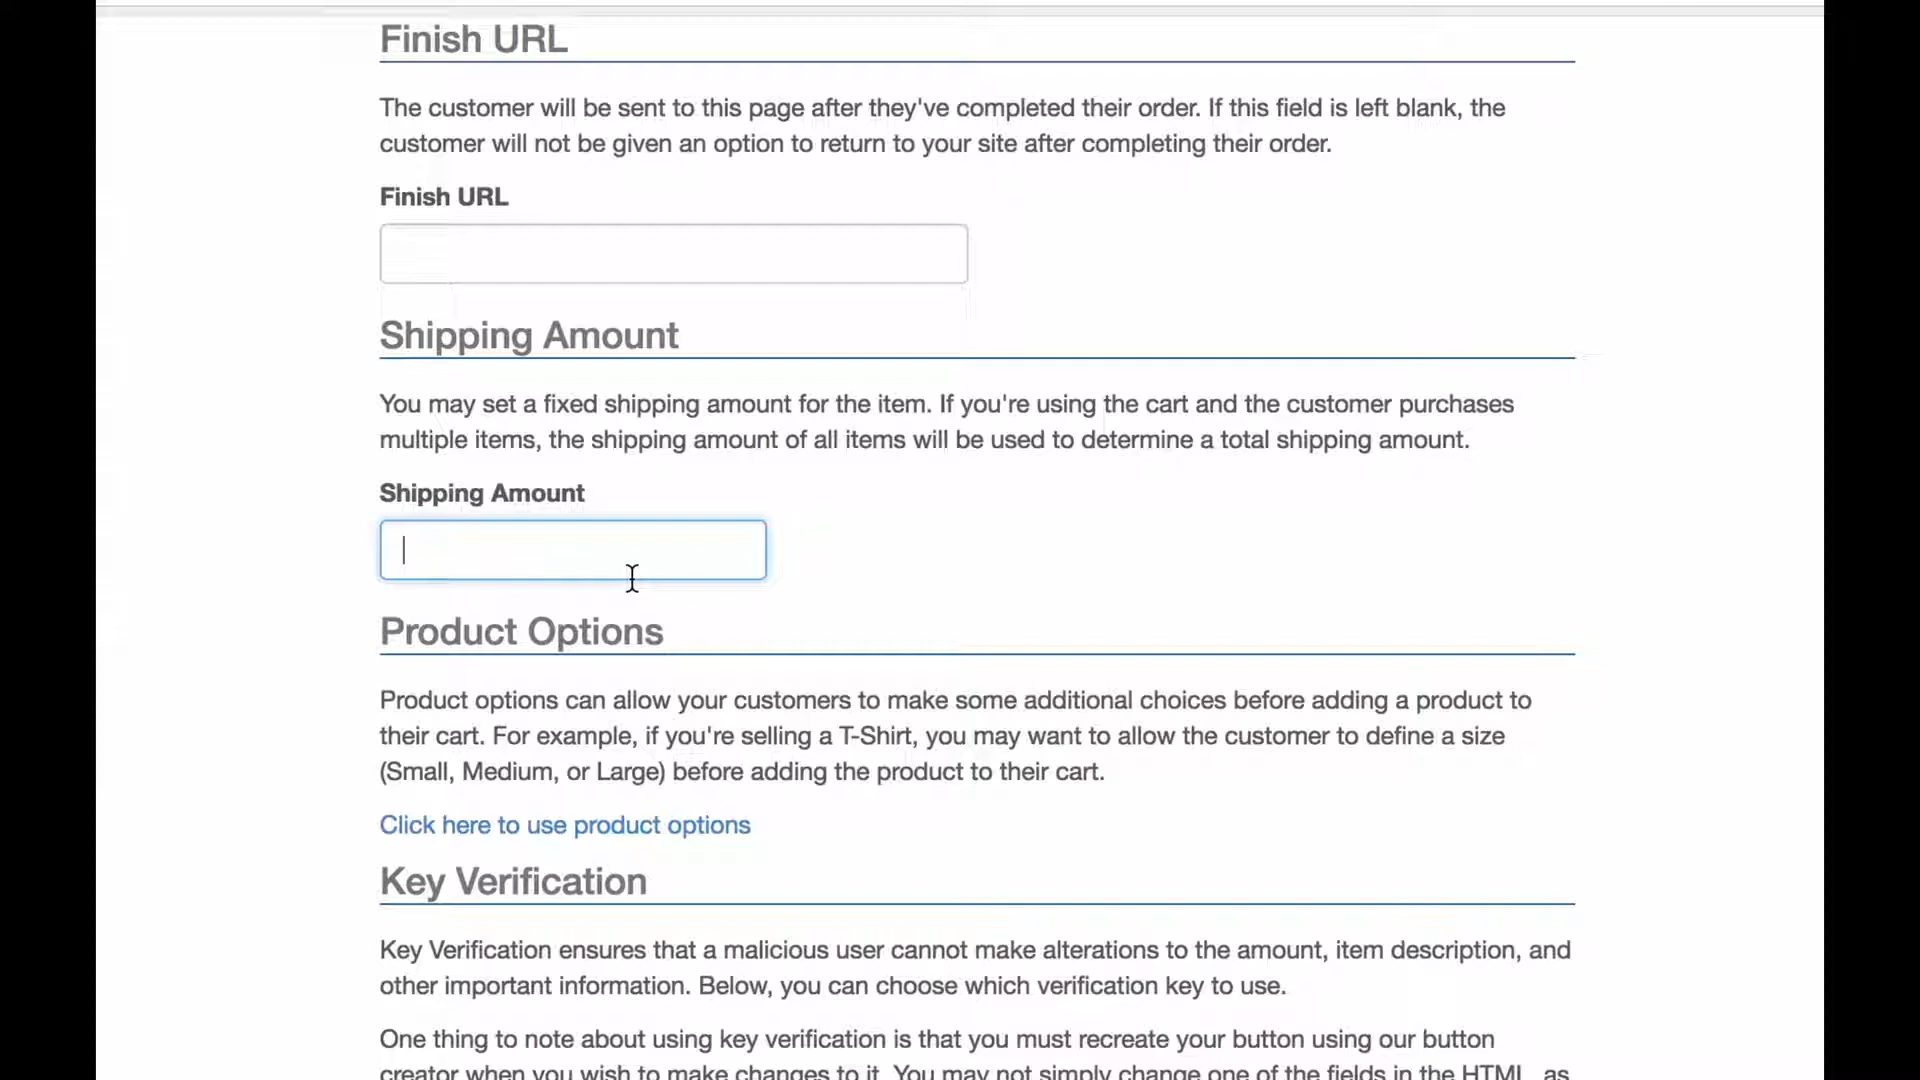 Finish URL
The customer will be sent to this page after they've completed their order. If this field is left blank, the
customer will not be given an option to return to your site after completing their order.
Finish URL
Shipping Amount
You may set a fixed shipping amount for the item. If you're using the cart and the customer purchases
multiple items, the shipping amount of all items will be used to determine a total shipping amount.
Shipping Amount
Product Options
Product options can allow your customers to make some additional choices before adding a product to
their cart. For example, if you're selling a T-Shirt, you may want to allow the customer to define a size
(Small, Medium, or Large) before adding the product to their cart.
Click here to use product options
Key Verification
Key Verification ensures that a malicious user cannot make alterations to the amount, item description, and
other important information. Below, you can choose which verification key to use.
One thing to note about using key verification is that you must recreate your button using our button
creator when you wish to make changes to it. You may not simply change one of the fields in the HTML, as